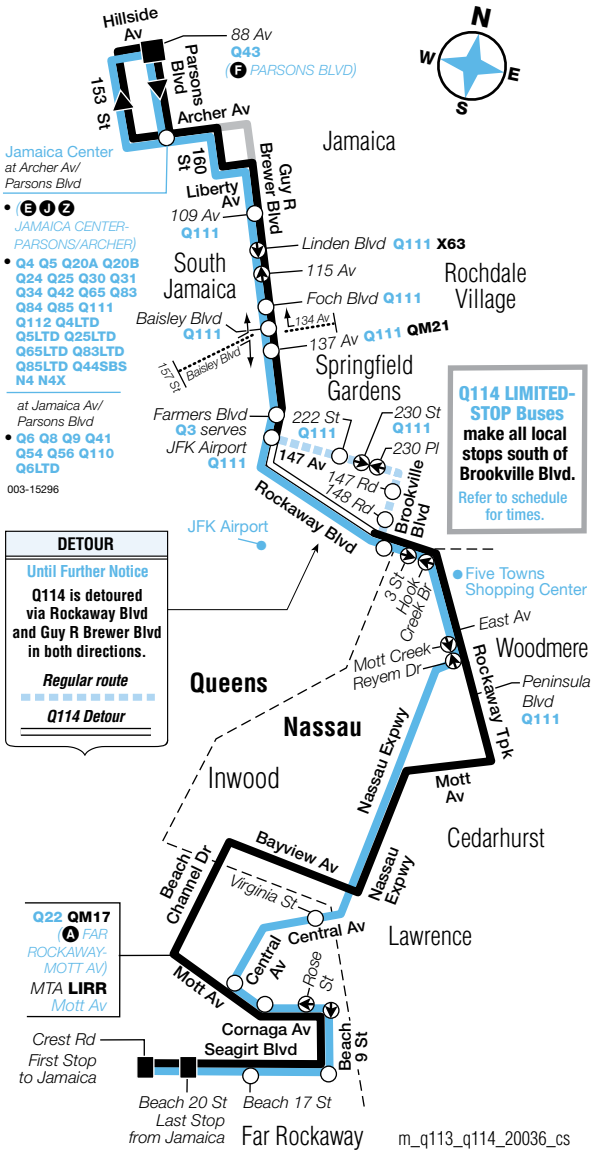 Hillside
Av
88 Av
Q43
(F PARSONS BLVD)
Parsons
Blvd
153 St
N
W
E
S
Archer Av
Jamaica
Jamaica Center
at Archer Av/
Parsons Blvd
160
St
Liberty
Av
Guy R
Brewer Blvd
• (E J Z
JAMAICA CENTER-
PARSONS/ARCHER)
• Q4 Q5 Q20A Q20B
Q24 Q25 Q30 Q31
Q34 Q42 Q65 Q83
Q84 Q85 Q111
Q112 Q4LTD
Q5LTD Q25LTD
Q65LTD Q83LTD
Q85LTD Q44SBS
N4 N4X
at Jamaica Av/
Parsons Blvd
• Q6 Q8 Q9 Q41
Q54 Q56 Q110
Q6LTD
003-15296
109 Av
Q111
Linden Blvd Q111 X63
South
Jamaica
115 Av
Rochdale
Village
Foch Blvd Q111
Baisley Blvd
Q111
134 Av
157 St
Baisley Blvd
137 Av Q111 QM21
Springfield
Gardens
Farmers Blvd
Q3 serves
JFK Airport
Q111
222 St
Q111
230 St
Q111
230 Pl
147 Av
147 Rd
148 Rd
Brookville
Blvd
Q114 LIMITED-
STOP Buses
make all local
stops south of
Brookville Blvd.
Refer to schedule
for times.
Rockaway Blvd
JFK Airport
DETOUR
Until Further Notice
Q114 is detoured
via Rockaway Blvd
and Guy R Brewer Blvd
in both directions.
Regular route
Q114 Detour
3 St
Hook
Creek Br
Five Towns
Shopping Center
East Av
Mott Creek
Reyem Dr
Woodmere
Rockaway Tpk
Peninsula
Blvd
Q111
Queens
Nassau
Nassau Expwy
Inwood
Mott
Av
Cedarhurst
Bayview Av
Nassau
Expwy
Beach
Channel Dr
Virginia St
Central Av
Lawrence
Q22 QM17
(A FAR
ROCKAWAY-
MOTT AV)
MTA LIRR
Mott Av
Central
Av
Mott Av
Rose
St
Cornaga Av
Crest Rd
First Stop
to Jamaica
Seagirt Blvd
Beach
9 St
Beach 20 St
Last Stop
from Jamaica
Beach 17 St
Far Rockaway
m_q113_q114_20036_cs